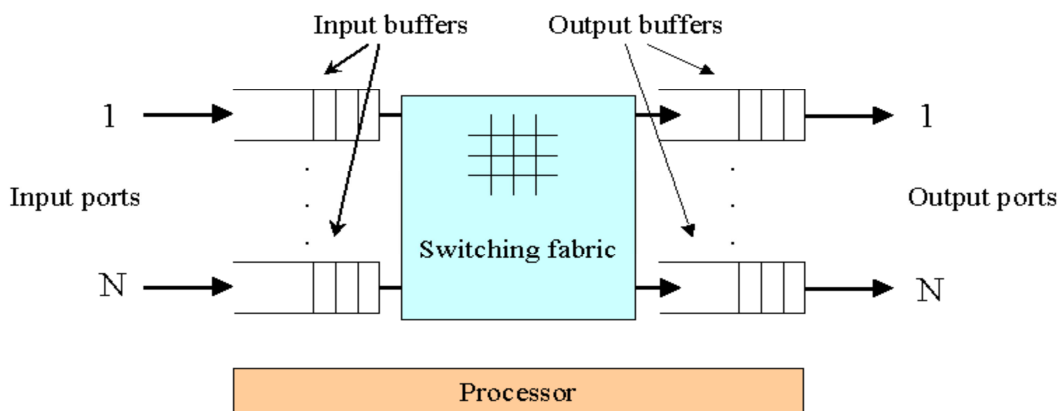 Input buffers
Output buffers
1
1
Input ports
Output ports
Switching fabric
N
N
Processor